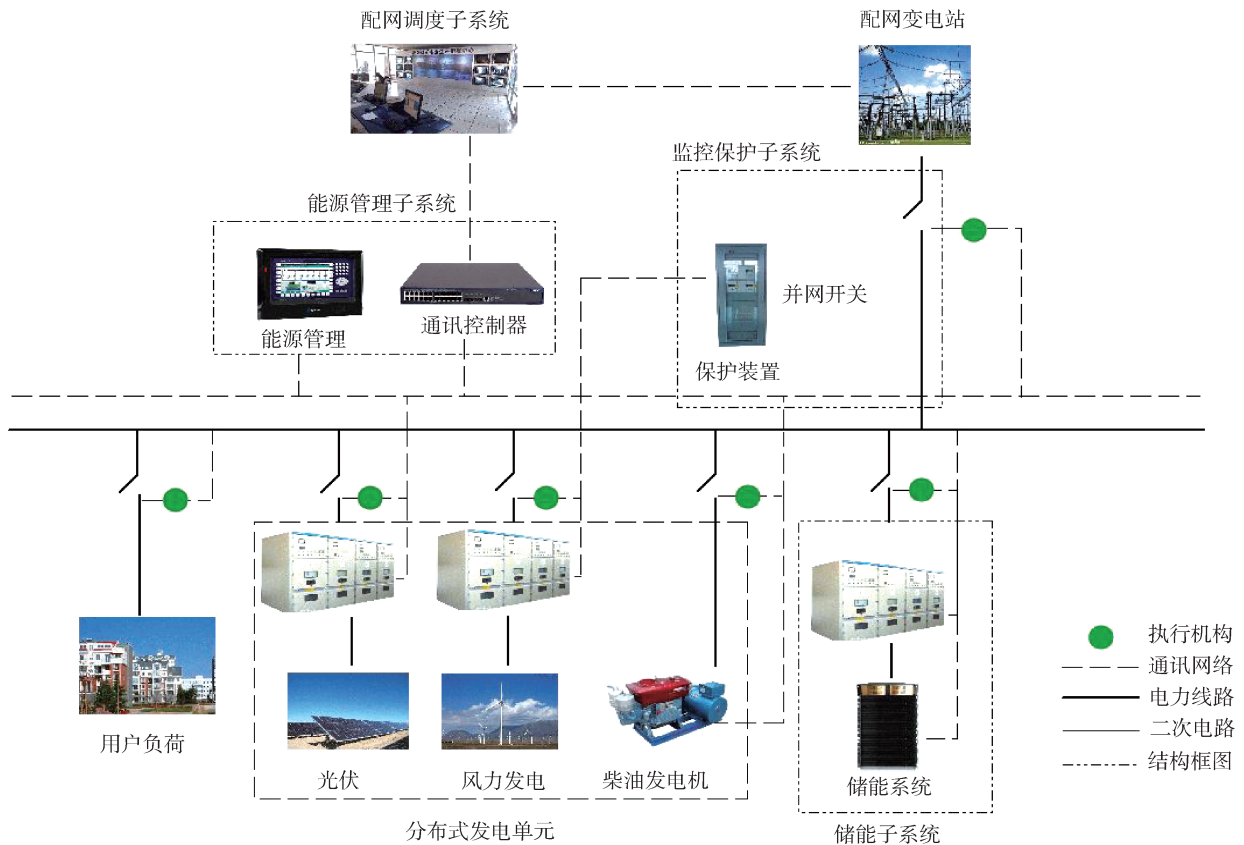 配网调度子系统
配网变电站
监控保护子系统
能源管理子系统
并网开关
能源管理
通讯控制器
保护装置
用户负荷
光伏
风力发电
柴油发电机
储能系统
分布式发电单元
储能子系统
执行机构
通讯网络
电力线路
二次电路
结构框图